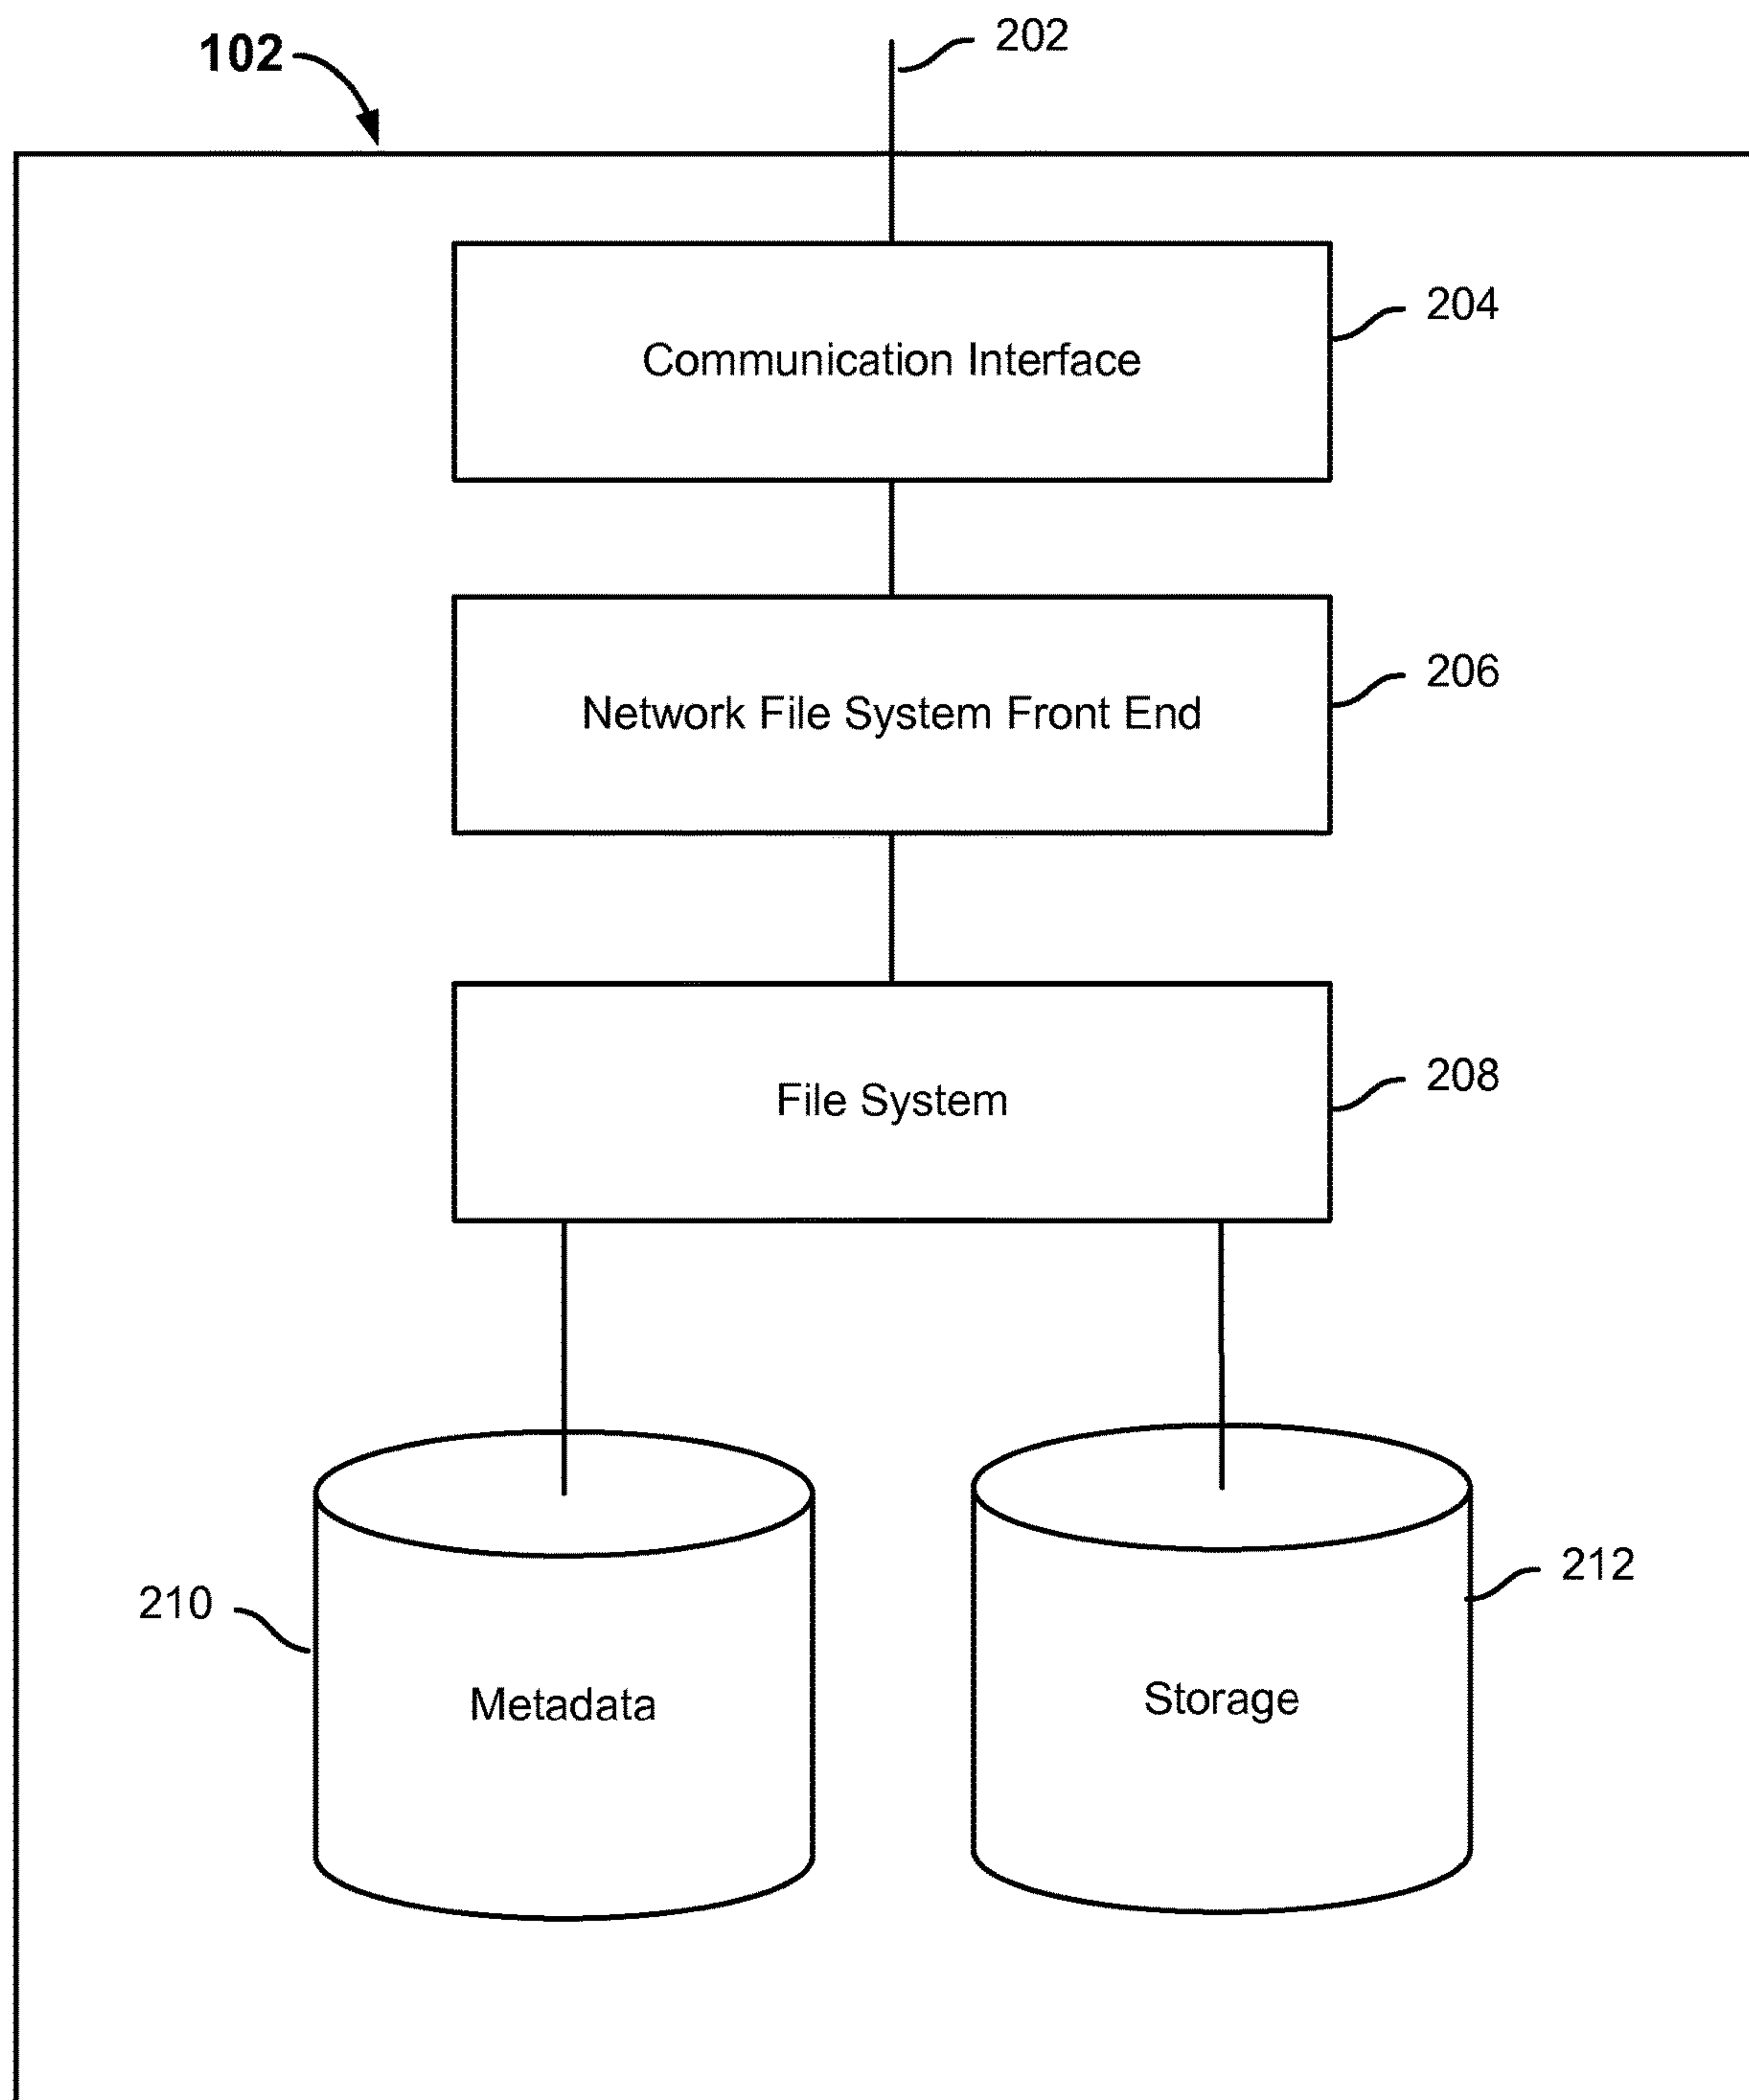 102
202
Communication Interface
204
Network File System Front End
206
File System
208
210
Metadata
Storage
212